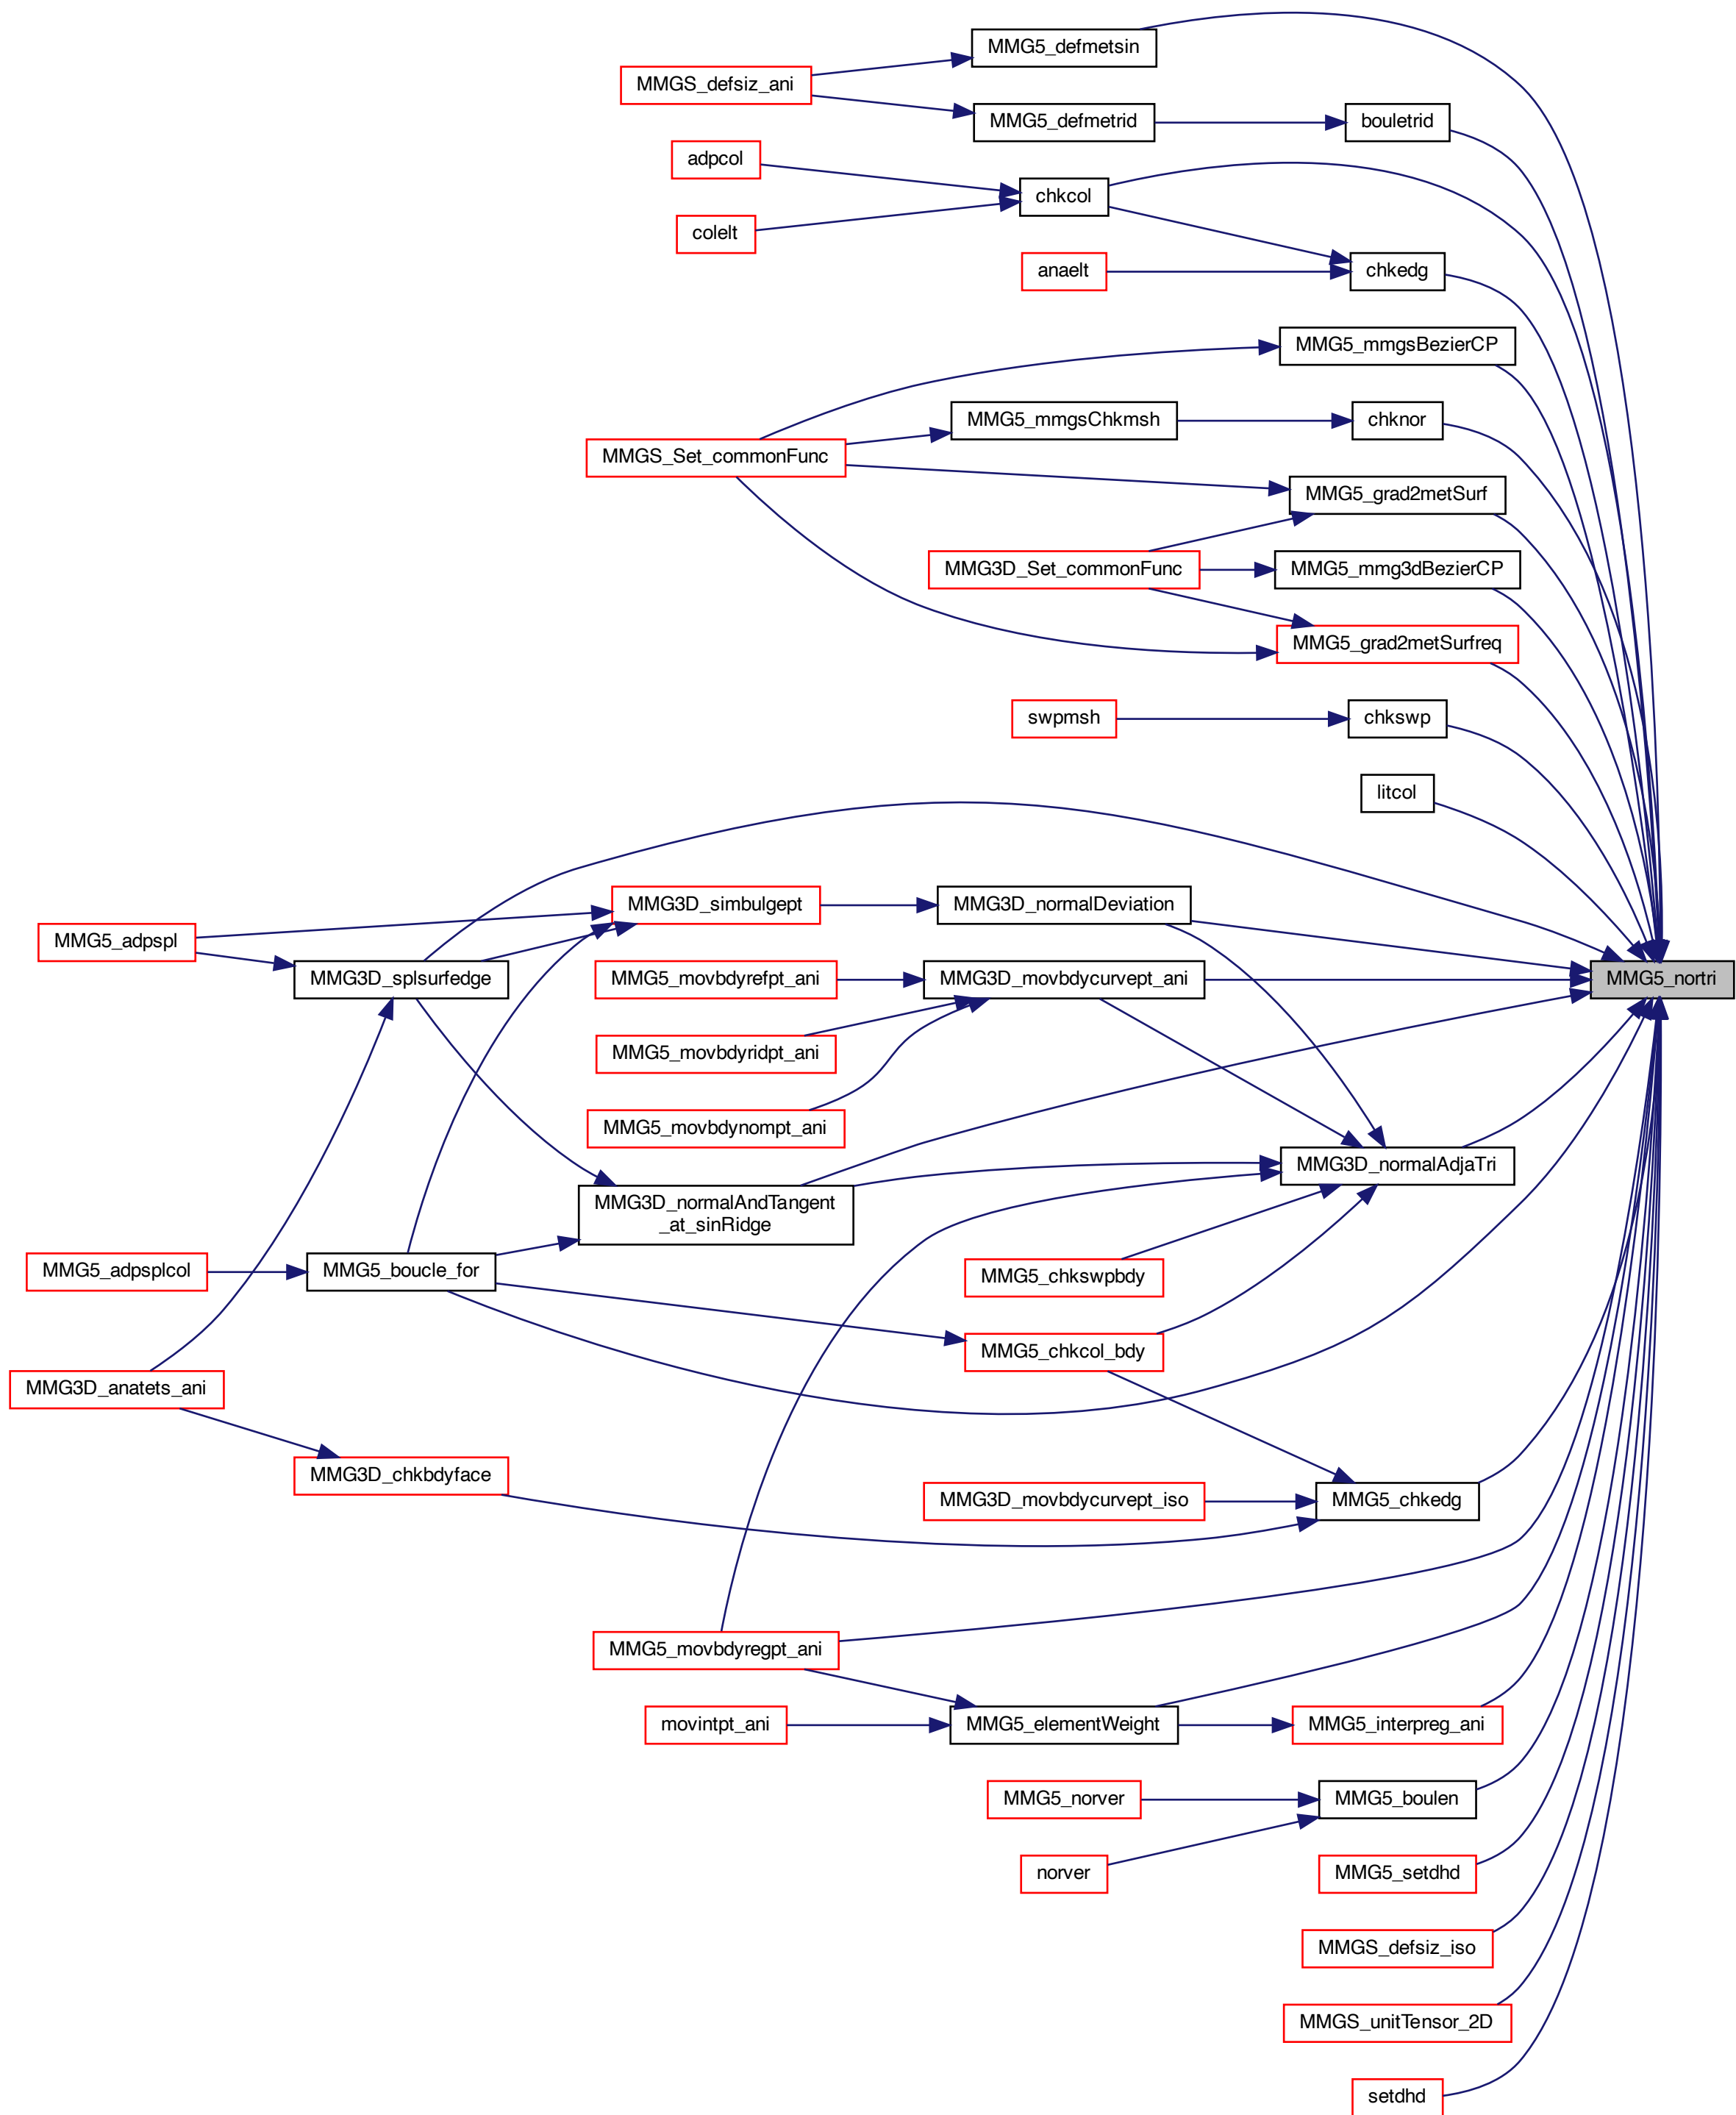 MMG5_defmetsin
MMGS_defsiz_ani
MMG5_defmetrid
bouletrid
adpcol
chkcol
colelt
anaelt
chkedg
MMG5_mmgsBezierCP
MMG5_mmgsChkmsh
chknor
MMGS_Set_commonFunc
MMG5_grad2metSurf
MMG3D_Set_commonFunc
MMG5_mmg3dBezierCP
MMG5_grad2metSurfreq
swpmsh
chkswp
litcol
MMG3D_simbulgept
MMG3D_normalDeviation
MMG5_adpspl
MMG3D_splsurfedge
MMG5_movbdyrefpt_ani
MMG3D_movbdycurvept_ani
MMG5_nortri
MMG5_movbdyridpt_ani
MMG5_movbdynompt_ani
MMG3D_normalAdjaTri
MMG3D_normalAndTangent
_at_sinRidge
MMG5_adpsplcol
MMG5_boucle_for
MMG5_chkswpbdy
MMG5_chkcol_bdy
MMG3D_anatets_ani
MMG3D_chkbdyface
MMG3D_movbdycurvept_iso
MMG5_chkedg
MMG5_movbdyregpt_ani
movintpt_ani
MMG5_elementWeight
MMG5_interpreg_ani
MMG5_norver
MMG5_boulen
norver
MMG5_setdhd
MMGS_defsiz_iso
MMGS_unitTensor_2D
setdhd